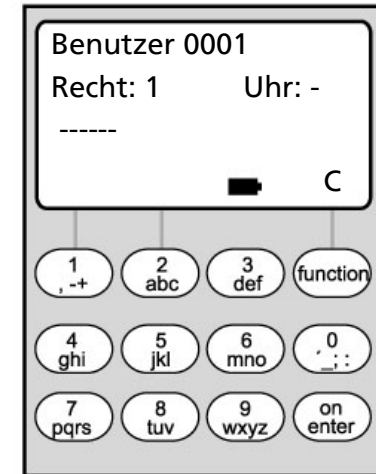 Benutzer 0001
Recht: 1 Uhr: -
------
C
1 2 3 function
, -+ abc def
4 5 6 0
ghi jkl mno ´_; :
7 8 9 on
pqrs tuv wxyz enter